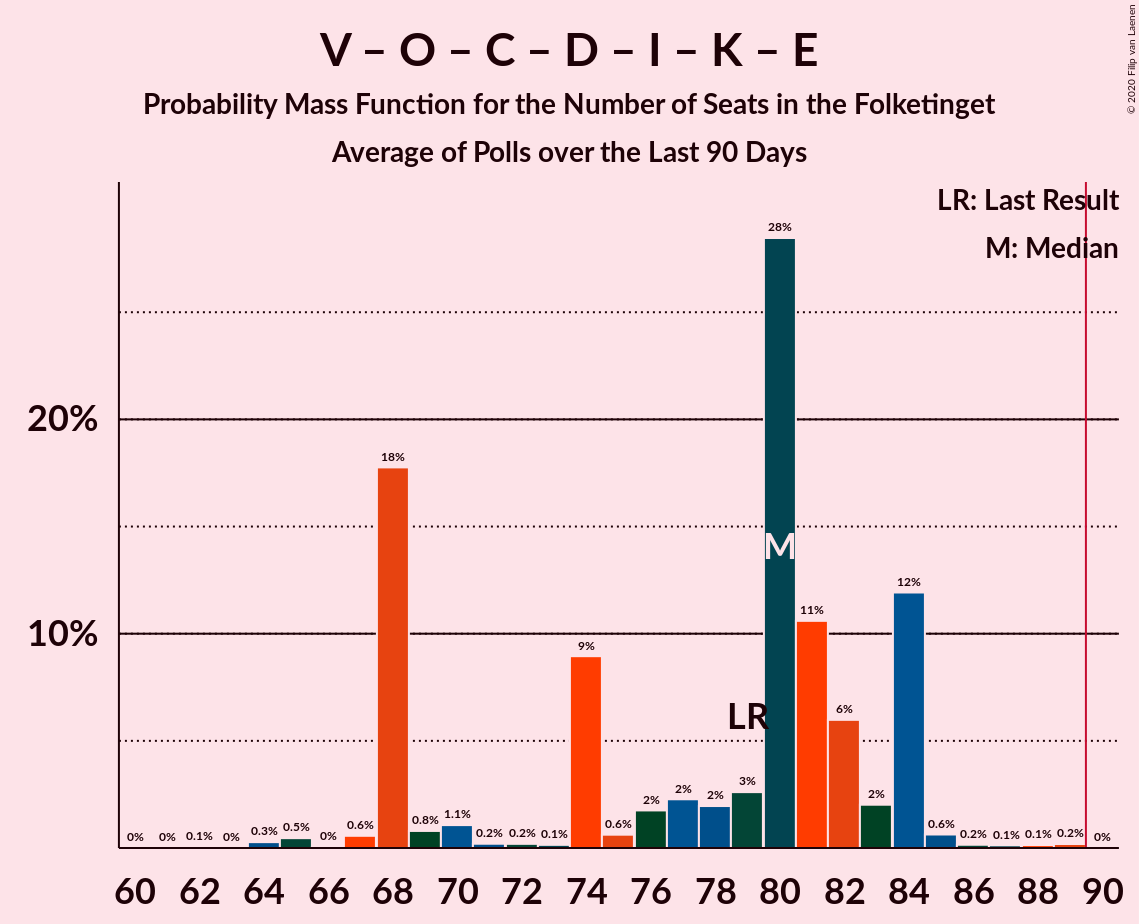 V – O – C – D – I – K – E
Probability Mass Function for the Number of Seats in the Folketinget
Average of Polls over the Last 90 Days
© 2020 Filip van Laenen
LR: Last Result
M: Median
28%
20%
18%
M
12%
11%
10%
9%
LR
6%
0% 0% 0.1% 0% 0.3% 0.5% 0% 0.6% 0.8% 1.1% 0.2% 0.2% 0.1% 0.6% 2% 2% 2% 3% 2% 0.6% 0.2% 0.1% 0.1% 0.2% 0%
60 62 64 66 68 70 72 74 76 78 80 82 84 86 88 90